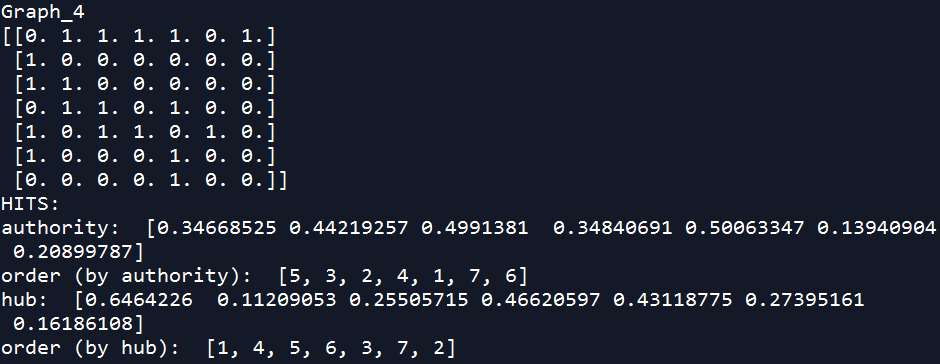 Graph_4
[[0. 1. 1. 1. 1. 0. 1.]
 [1. 0. 0. 0. 0. 0. 0.]
 [1. 1. 0. 0. 0. 0. 0.]
 [0. 1. 1. 0. 1. 0. 0.]
 [1. 0. 1. 1. 0. 1. 0.]
 [1. 0. 0. 0. 1. 0. 0.]
 [0. 0. 0. 0. 1. 0. 0.]]
HITS:
authority:  [0.34668525 0.44219257 0.4991381  0.34840691 0.50063347 0.13940904
 0.20899787]
order (by authority):  [5, 3, 2, 4, 1, 7, 6]
hub:  [0.6464226  0.11209053 0.25505715 0.46620597 0.43118775 0.27395161
 0.16186108]
order (by hub):  [1, 4, 5, 6, 3, 7, 2]